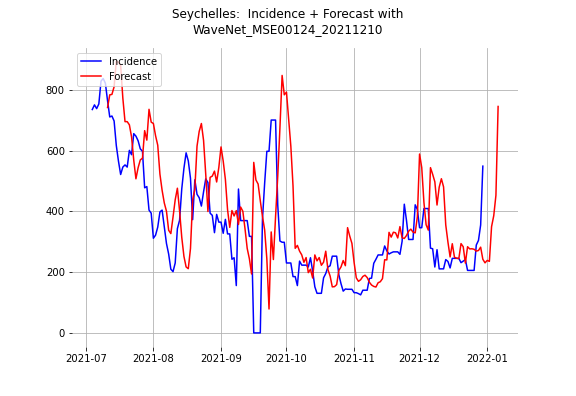 Seychelles:  Incidence + Forecast with
WaveNet_MSE00124_20211210
Incidence
Forecast
800
600
400
200
0
2021-07 2021-08 2021-09 2021-10 2021-11 2021-12 2022-01